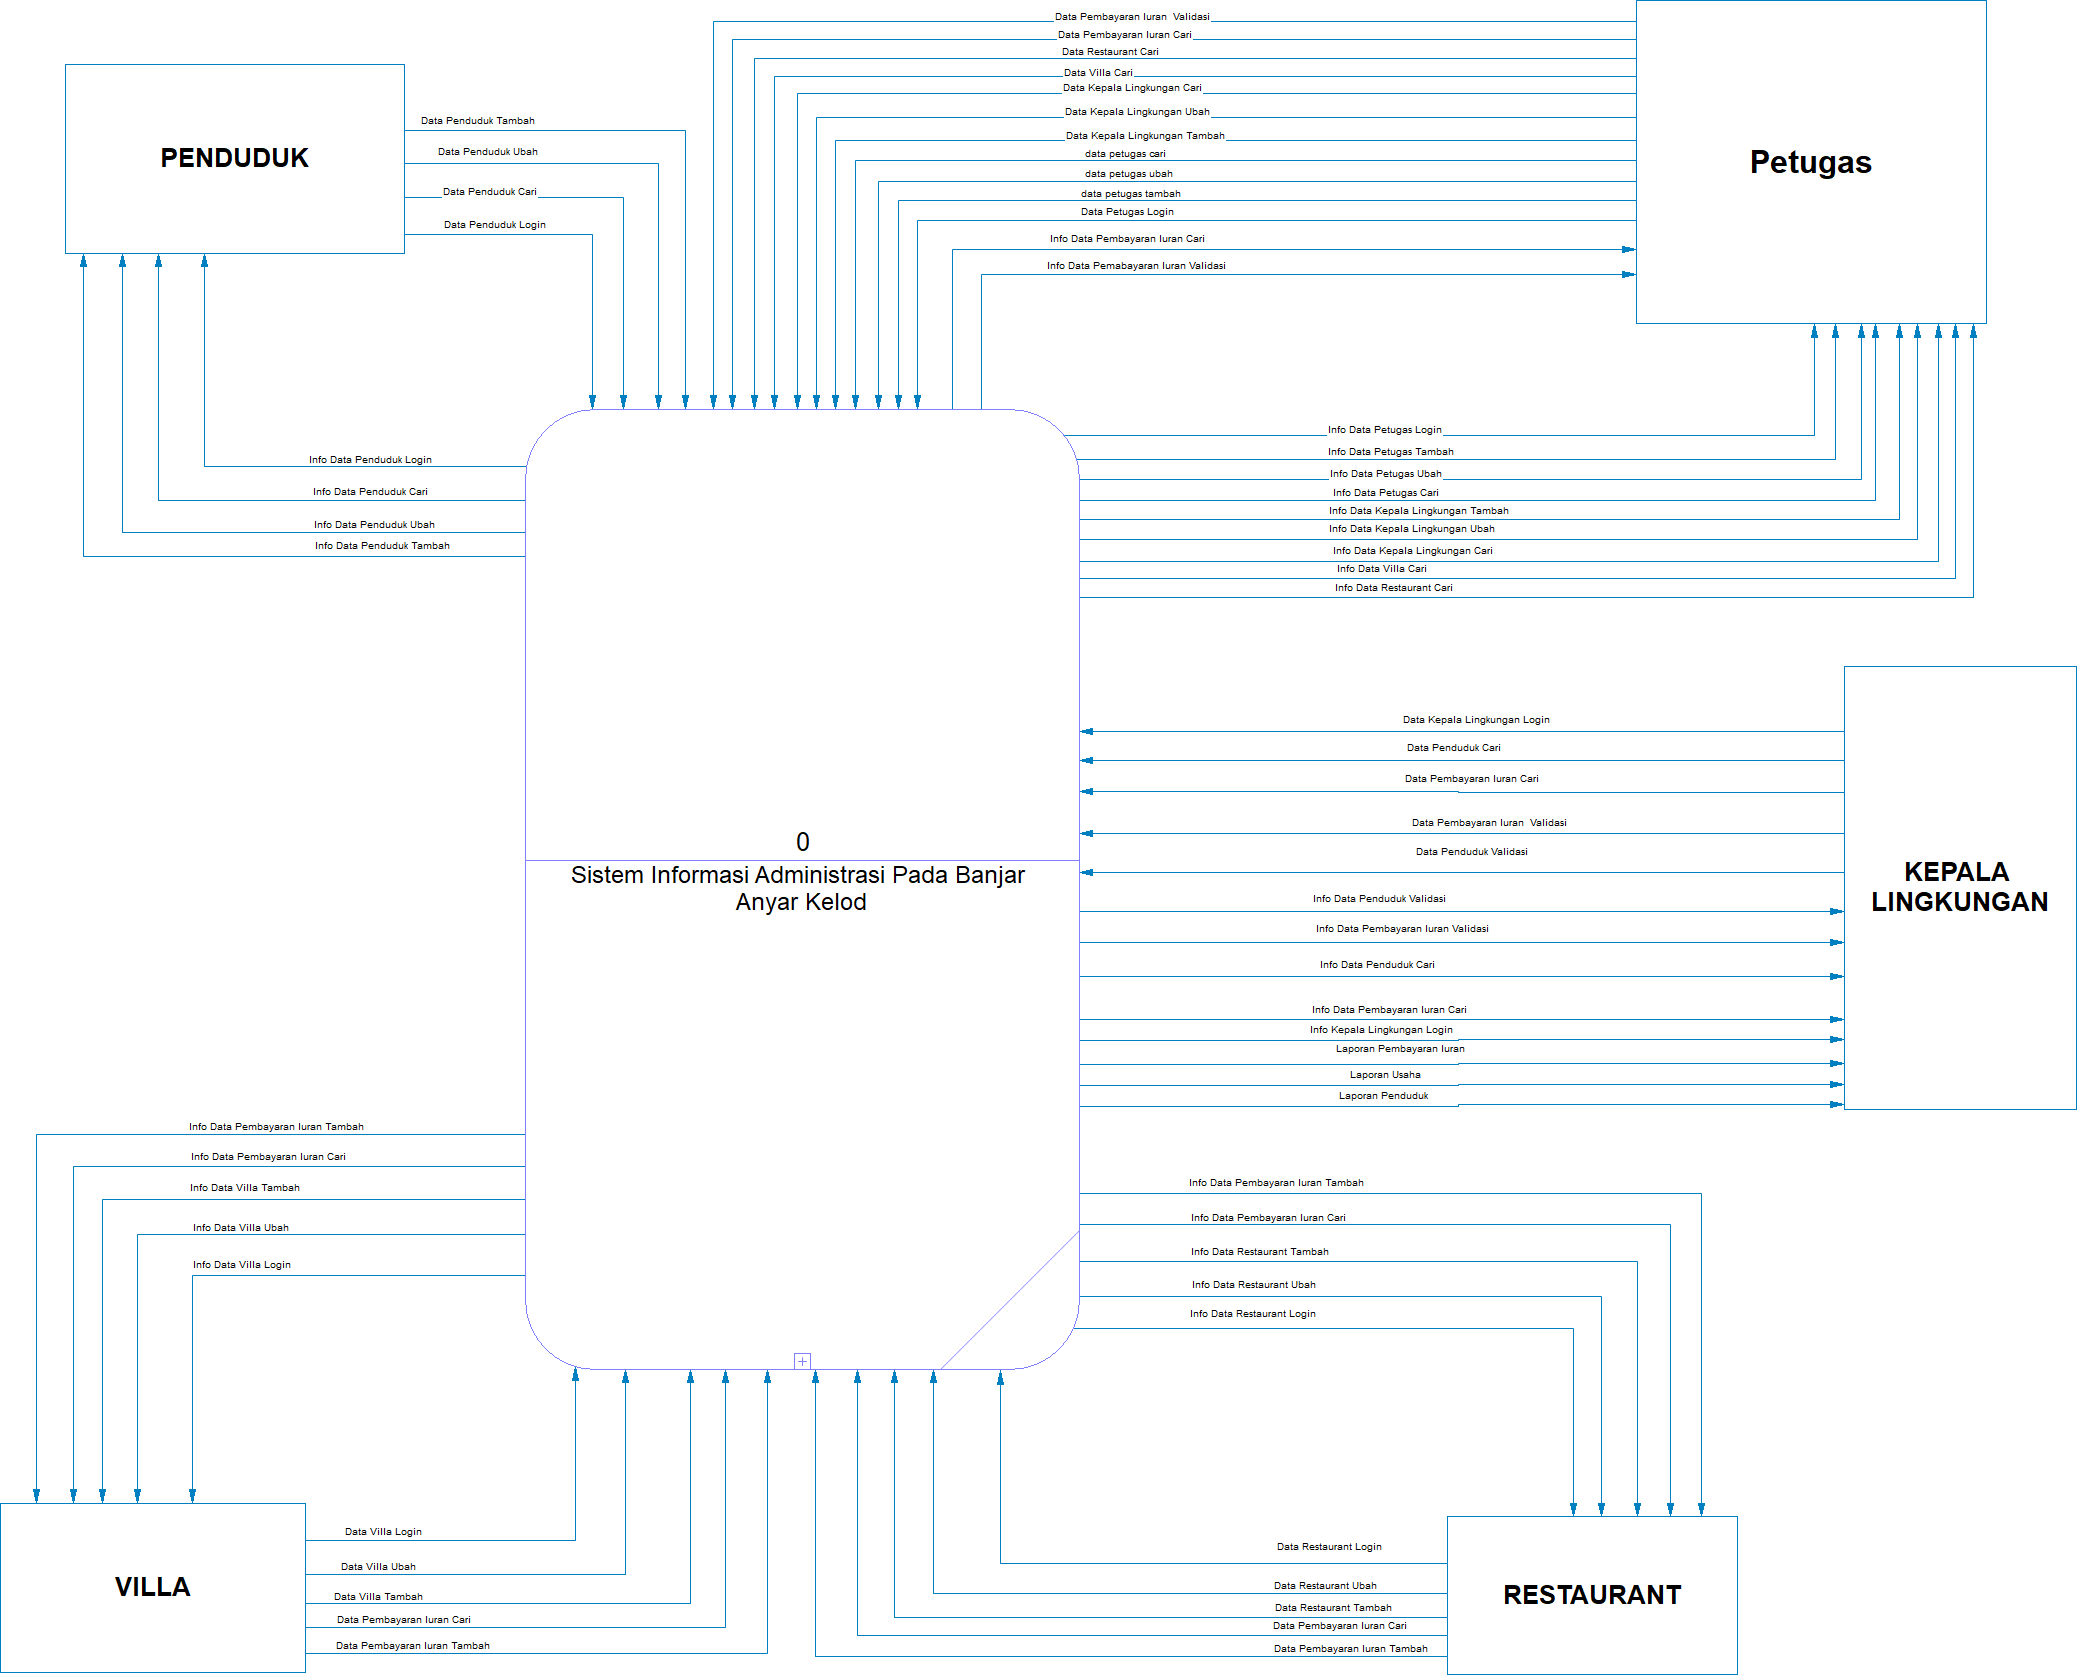 Data Pembayaran Iuran  Validasi
Data Pembayaran Iuran Cari
Data Restaurant Cari
Data Villa Cari
Data Kepala Lingkungan Cari
Data Kepala Lingkungan Ubah
Data Kepala Lingkungan Tambah
data petugas cari
data petugas ubah
data petugas tambah
Data Petugas Login
Info Data Pembayaran Iuran Cari
Info Data Pemabayaran Iuran Validasi
Petugas
PENDUDUK
Data Penduduk Tambah
Data Penduduk Ubah
Data Penduduk Cari
Data Penduduk Login
Info Data Penduduk Login
Info Data Penduduk Cari
Info Data Penduduk Ubah
Info Data Penduduk Tambah
Info Data Petugas Login
Info Data Petugas Tambah
Info Data Petugas Ubah
Info Data Petugas Cari
Info Data Kepala Lingkungan Tambah
Info Data Kepala Lingkungan Ubah
Info Data Kepala Lingkungan Cari
Info Data Villa Cari
Info Data Restaurant Cari
0
Sistem Informasi Administrasi Pada Banjar
Anyar Kelod
Data Kepala Lingkungan Login
Data Penduduk Cari
Data Pembayaran Iuran Cari
Data Pembayaran Iuran  Validasi
Data Penduduk Validasi
Info Data Penduduk Validasi
Info Data Pembayaran Iuran Validasi
Info Data Penduduk Cari
Info Data Pembayaran Iuran Cari
Info Kepala Lingkungan Login
Laporan Pembayaran Iuran
Laporan Usaha
Laporan Penduduk
KEPALA
LINGKUNGAN
Info Data Pembayaran Iuran Tambah
Info Data Pembayaran Iuran Cari
Info Data Villa Tambah
Info Data Villa Ubah
Info Data Villa Login
Info Data Pembayaran Iuran Tambah
Info Data Pembayaran Iuran Cari
Info Data Restaurant Tambah
Info Data Restaurant Ubah
Info Data Restaurant Login
VILLA
Data Villa Login
Data Villa Ubah
Data Villa Tambah
Data Pembayaran Iuran Cari
Data Pembayaran Iuran Tambah
Data Restaurant Login
Data Restaurant Ubah
Data Restaurant Tambah
Data Pembayaran Iuran Cari
Data Pembayaran Iuran Tambah
RESTAURANT